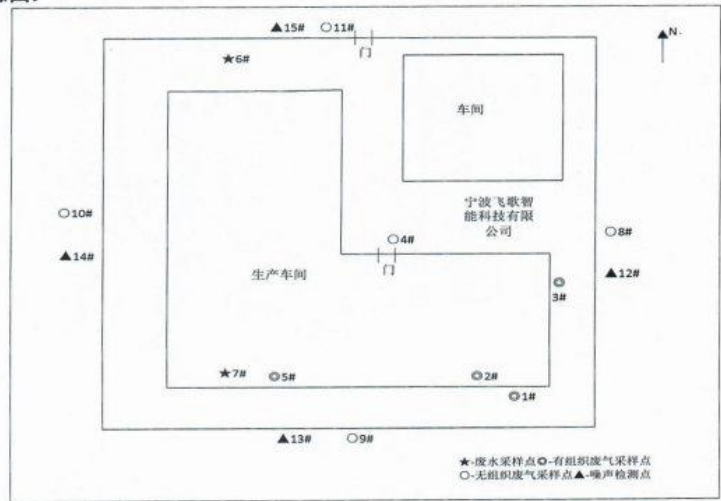 ▲15# ○11#
▲N.
门
★6#
车间
宁波飞歌智
能科技有限
公司
○10#
○4#
○8#
▲14#
门
生产车间
▲12#
◎
3#
★7# ◎5# ◎2#
◎1#
▲13# ○9#
★-废水采样点◎-有组织废气采样点
○-无组织废气采样点▲-噪声检测点